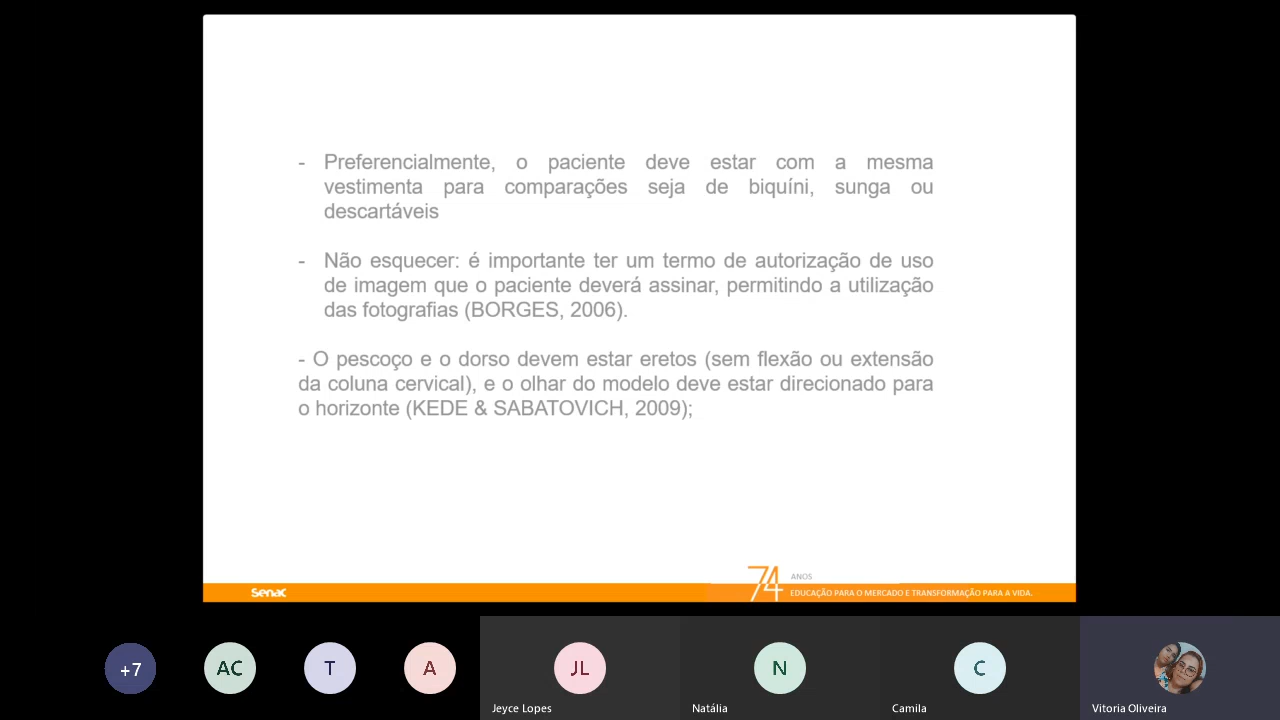 - Preferencialmente, o paciente deve estar com a mesma
vestimenta para comparações seja de biquíni, sunga ou
descartáveis
- Não esquecer: é importante ter um termo de autorização de uso
de imagem que o paciente deverá assinar, permitindo a utilização
das fotografias (BORGES, 2006).
- O pescoço e o dorso devem estar eretos (sem flexão ou extensão
da coluna cervical), e o olhar do modelo deve estar direcionado para
o horizonte (KEDE & SABATOVICH, 2009);
senac
74 ANOS
EDUCAÇÃO PARA O MERCADO E TRANSFORMAÇÃO PARA A VIDA.
+7
AC
T
A
JL
N
C
Jeyce Lopes
Natália
Camila
Vitoria Oliveira